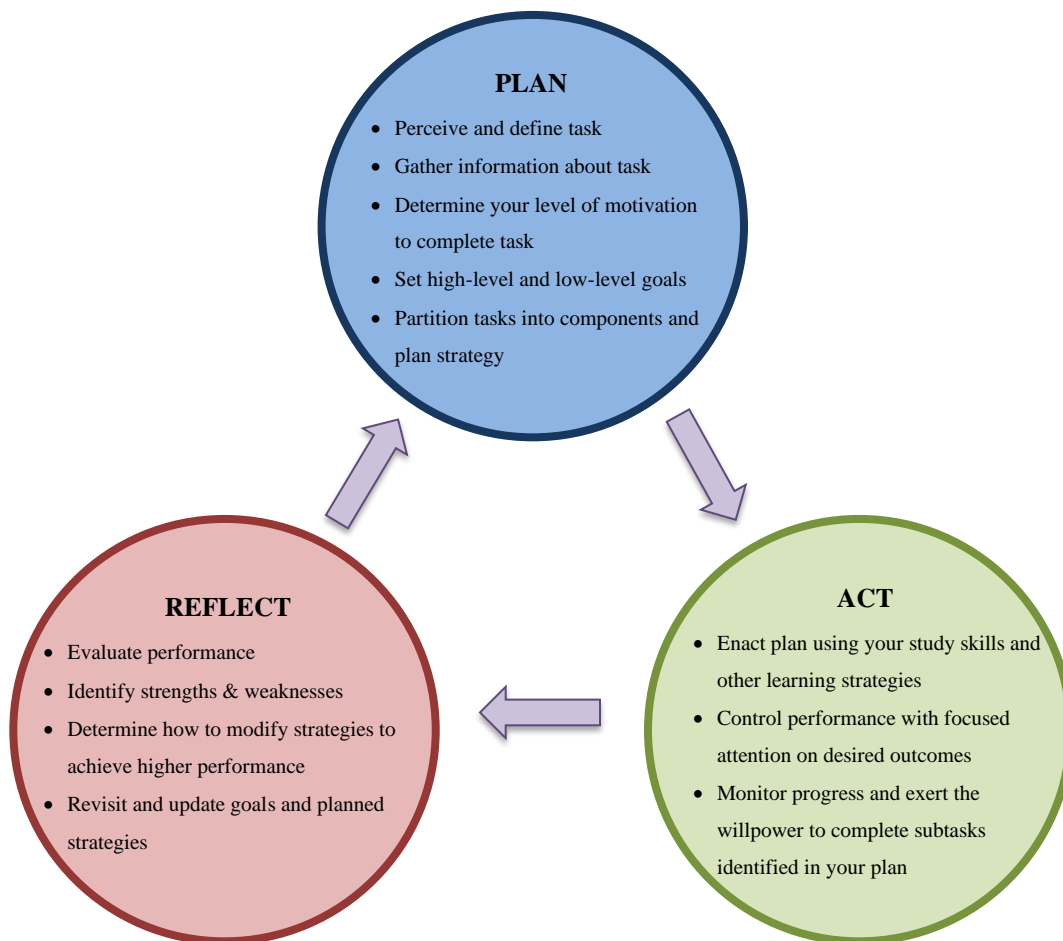 PLAN
• Perceive and define task
• Gather information about task
• Determine your level of motivation
to complete task
• Set high-level and low-level goals
• Partition tasks into components and
plan strategy
ACT
• Enact plan using your study skills and
other learning strategies
• Control performance with focused
attention on desired outcomes
• Monitor progress and exert the
willpower to complete subtasks
identified in your plan
REFLECT
• Evaluate performance
• Identify strengths & weaknesses
• Determine how to modify strategies to
achieve higher performance
• Revisit and update goals and planned
strategies